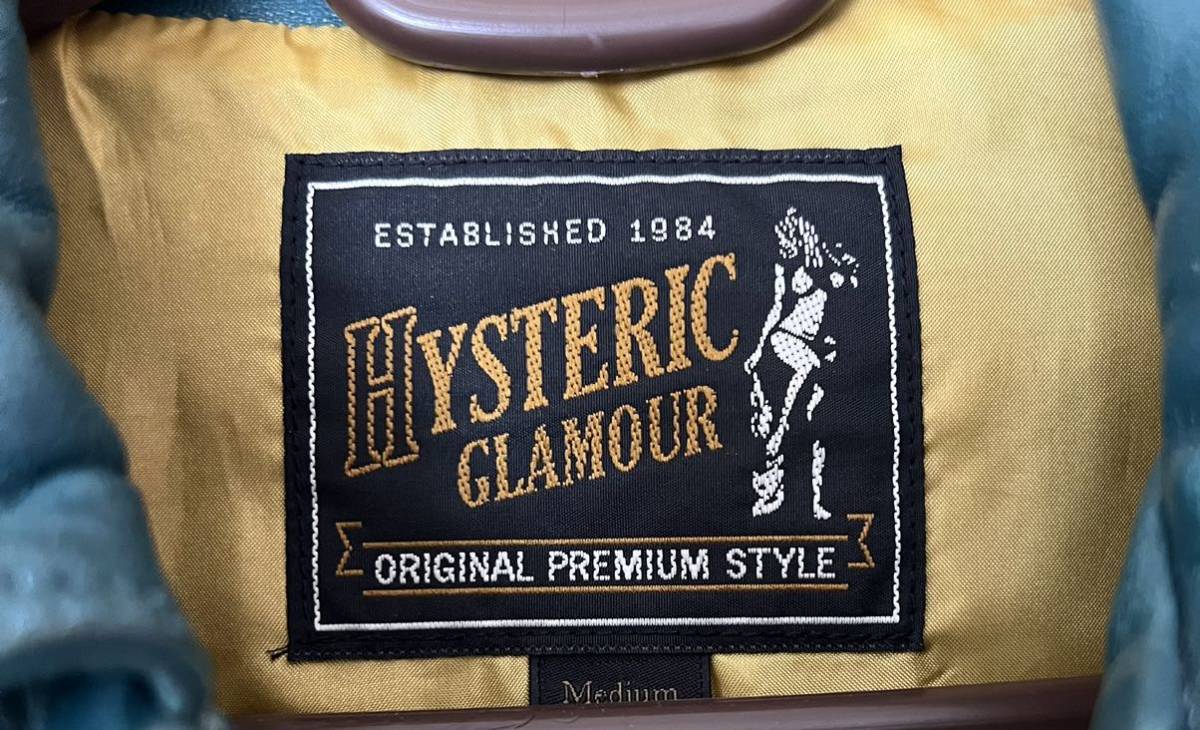 ESTABLISHED 1984
HYSTERIC
GLAMOUR
ORIGINAL PREMIUM STYLE
Medium